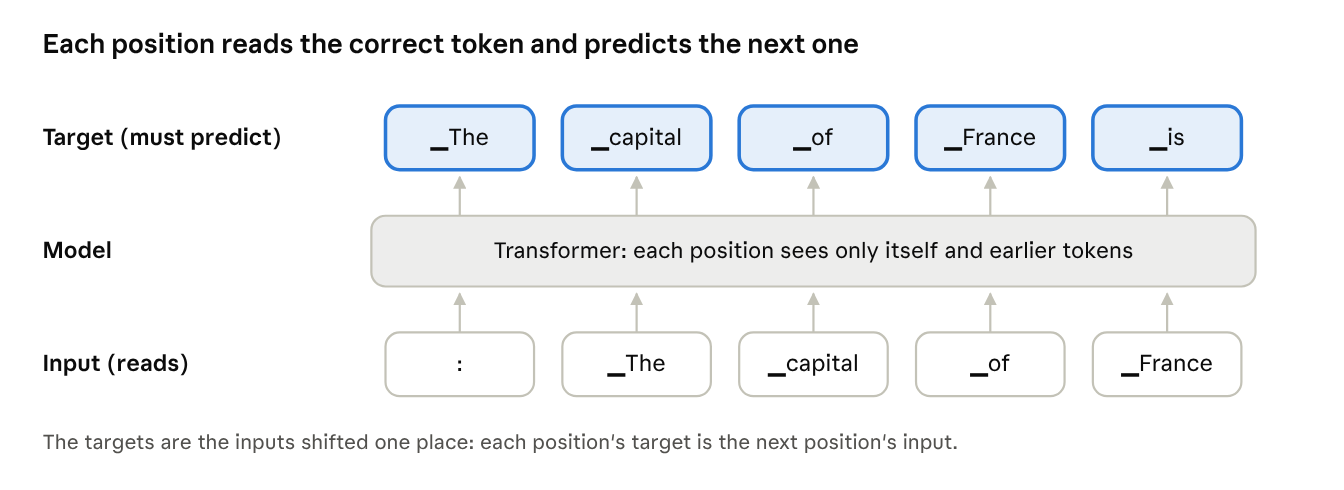 Each position reads the correct token and predicts the next one
Target (must predict)
_The
_capital
_of
_France
_is
Model
Transformer: each position sees only itself and earlier tokens
Input (reads)
:
_The
_capital
_of
_France
The targets are the inputs shifted one place: each position's target is the next position's input.